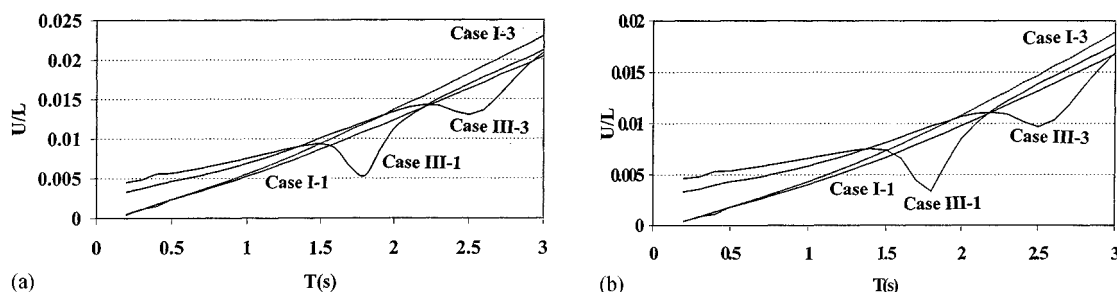 0.025
0.02
0.015
0.01
0.005
0
U/L
Case I-3
Case III-3
Case III-1
Case I-1
0 0.5 1 1.5 2 2.5 3
(a) T(s)
0.02
0.015
0.01
0.005
0
U/L
Case I-3
Case III-3
Case I-1
Case III-1
0 0.5 1 1.5 2 2.5 3
(b) T(s)